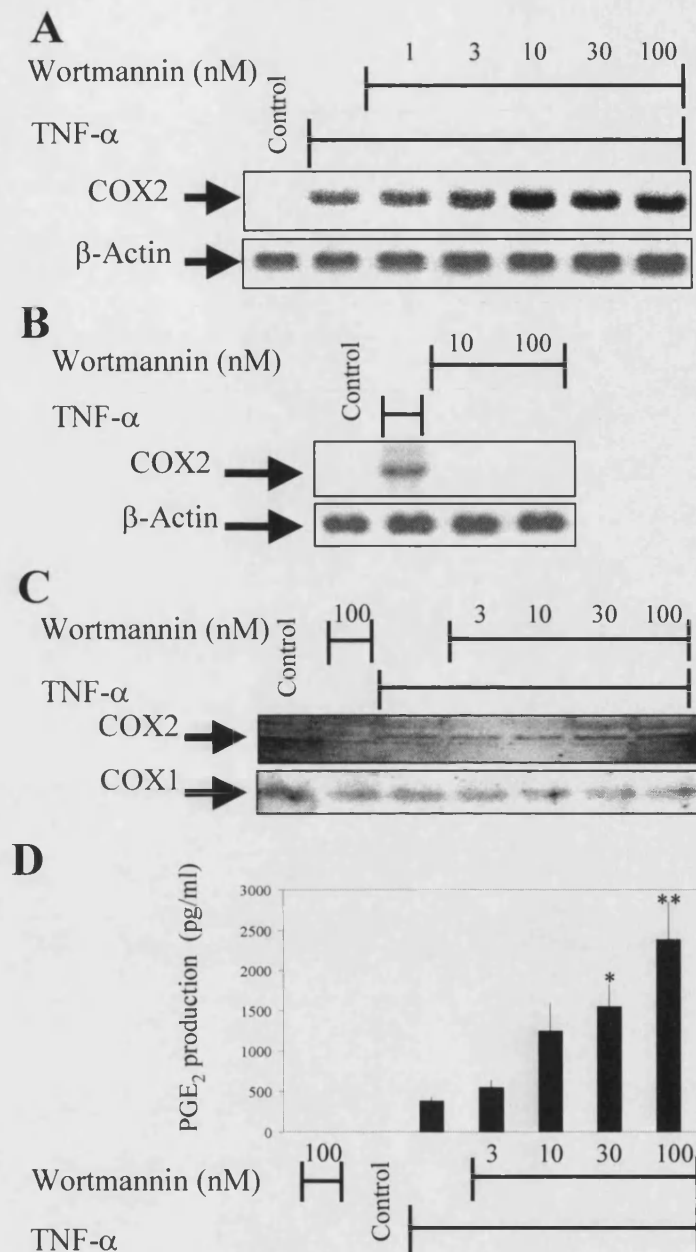 A
Wortmannin (nM) 1 3 10 30 100
Control
TNF-α
COX2
β-Actin
B
Wortmannin (nM) 10 100
Control
TNF-α
COX2
β-Actin
C
Wortmannin (nM) 100 3 10 30 100
Control
TNF-α
COX2
COX1
D
PGE2 production (pg/ml)
3000
2500
2000
1500
1000
500
0
* **
Wortmannin (nM) 100 3 10 30 100
Control
TNF-α